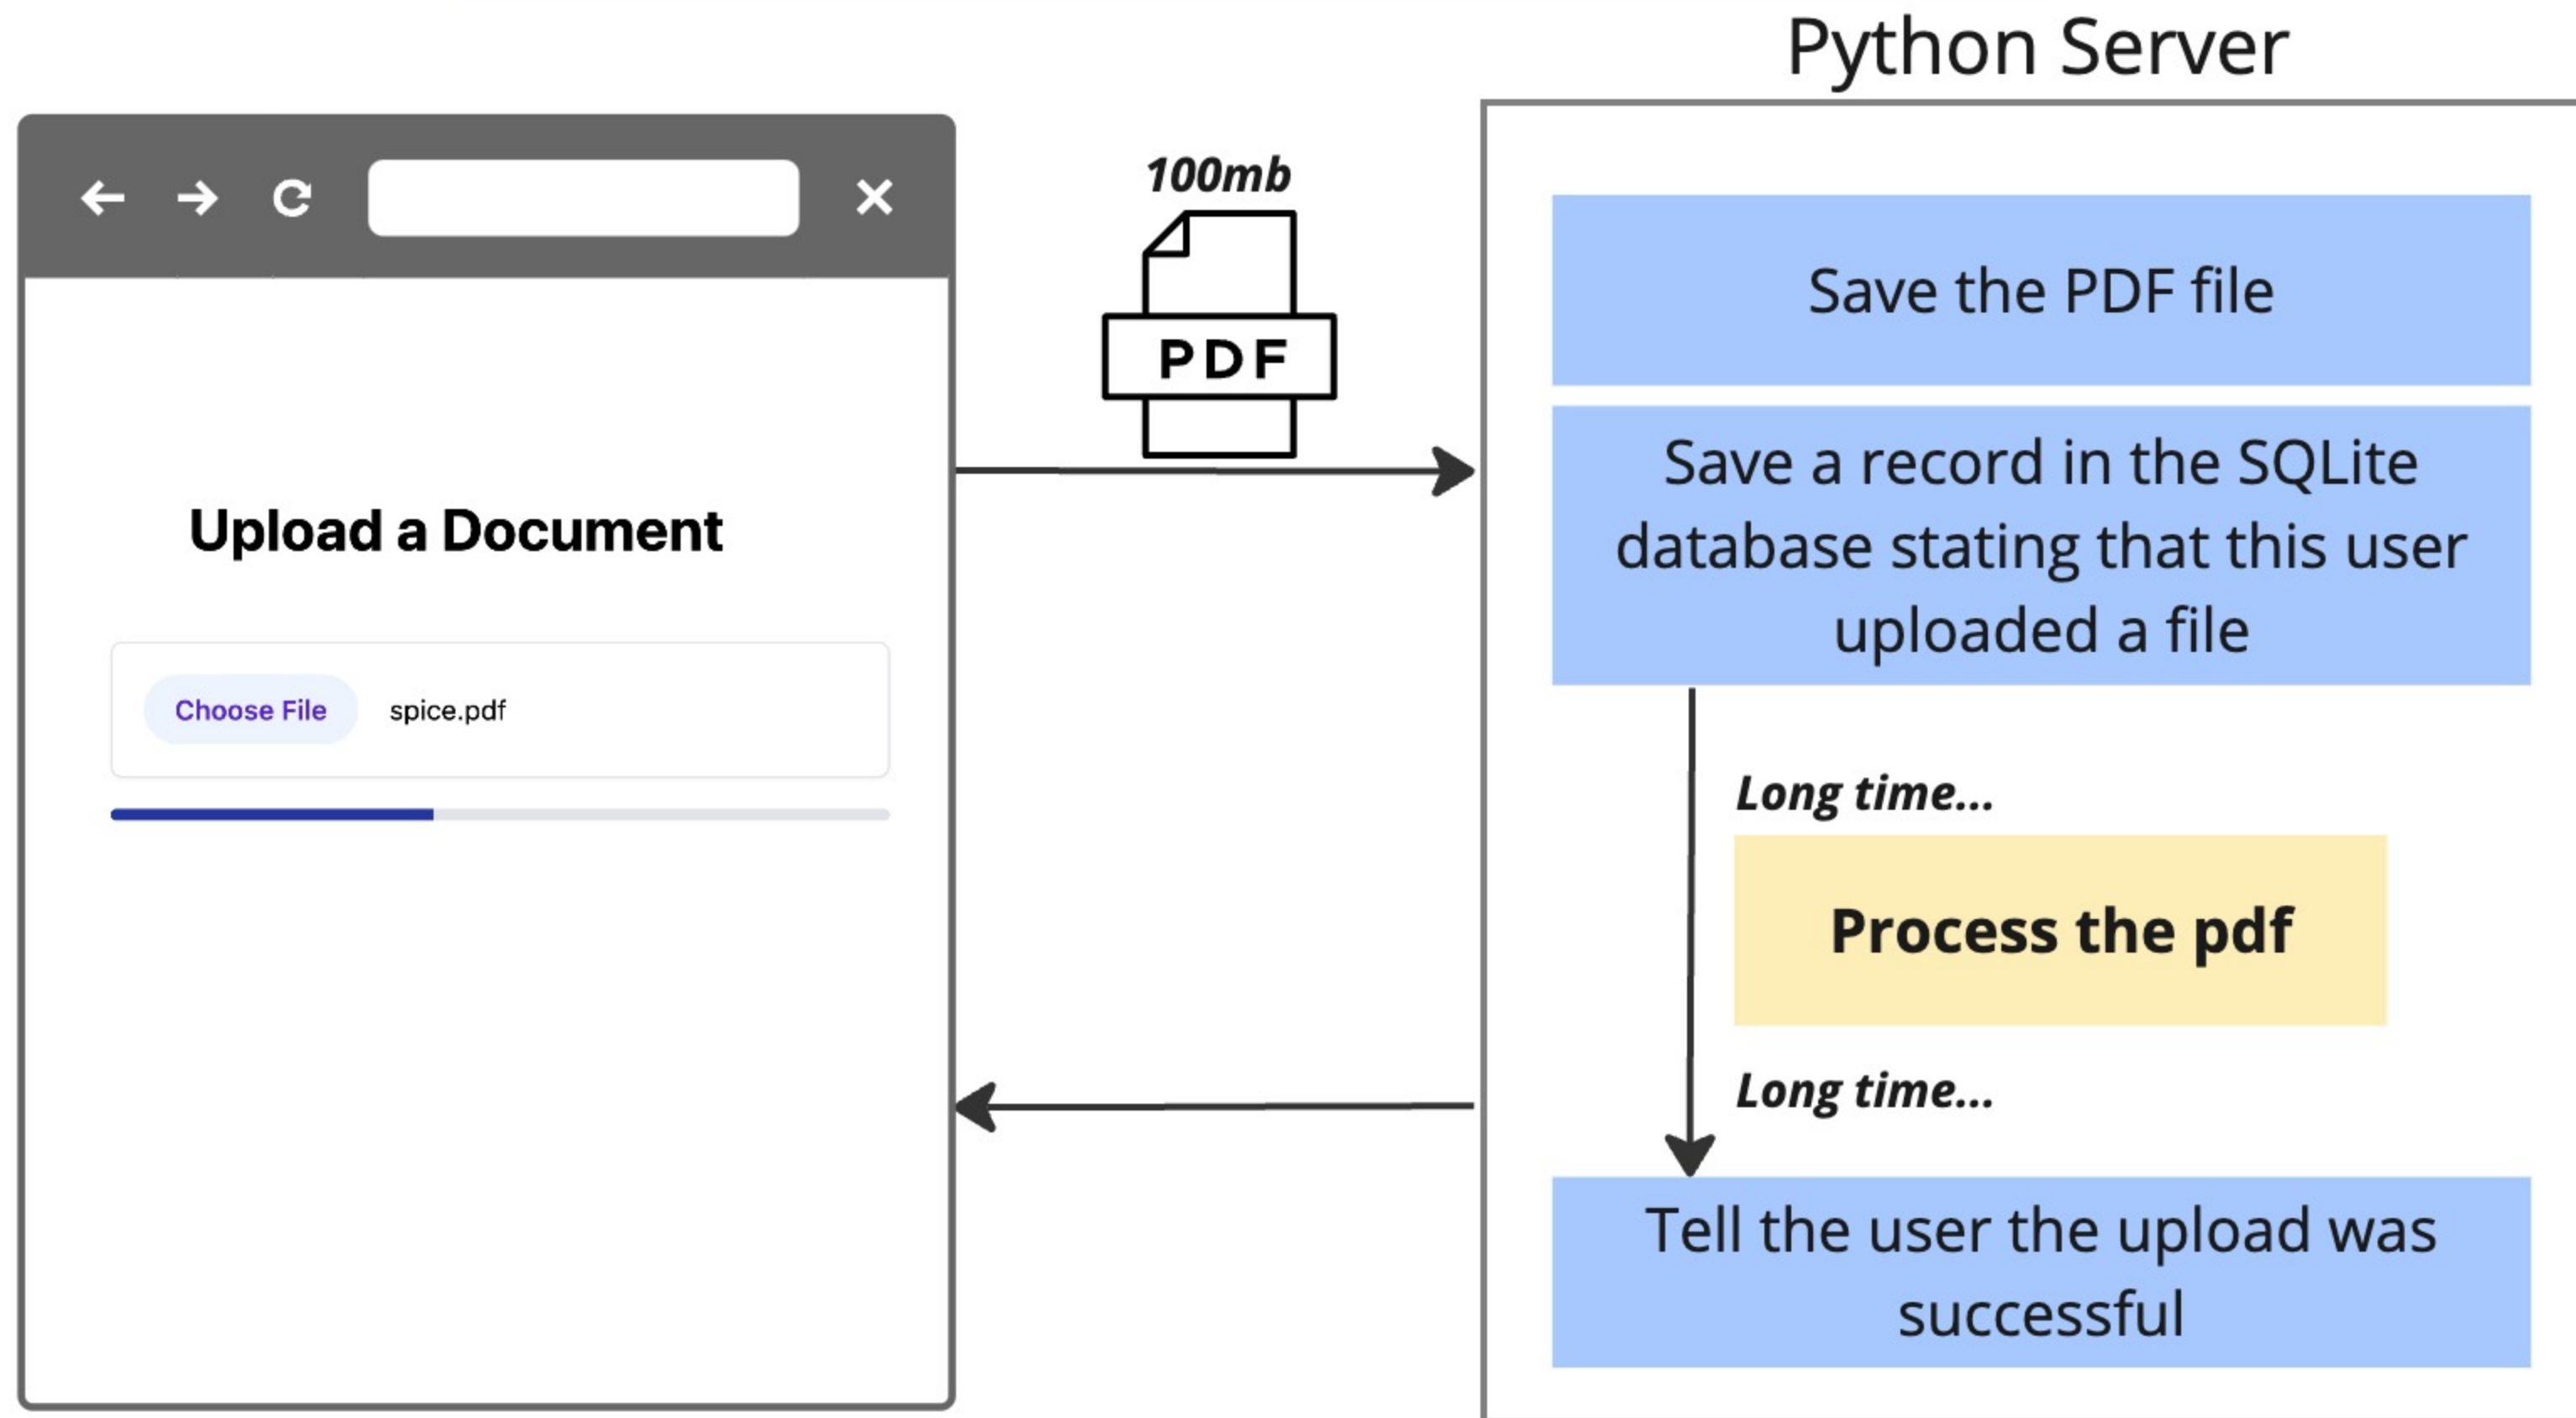 Python Server
100mb
PDF
Upload a Document
Choose File spice.pdf
Save the PDF file
Save a record in the SQLite
database stating that this user
uploaded a file
Long time...
Process the pdf
Long time...
Tell the user the upload was
successful